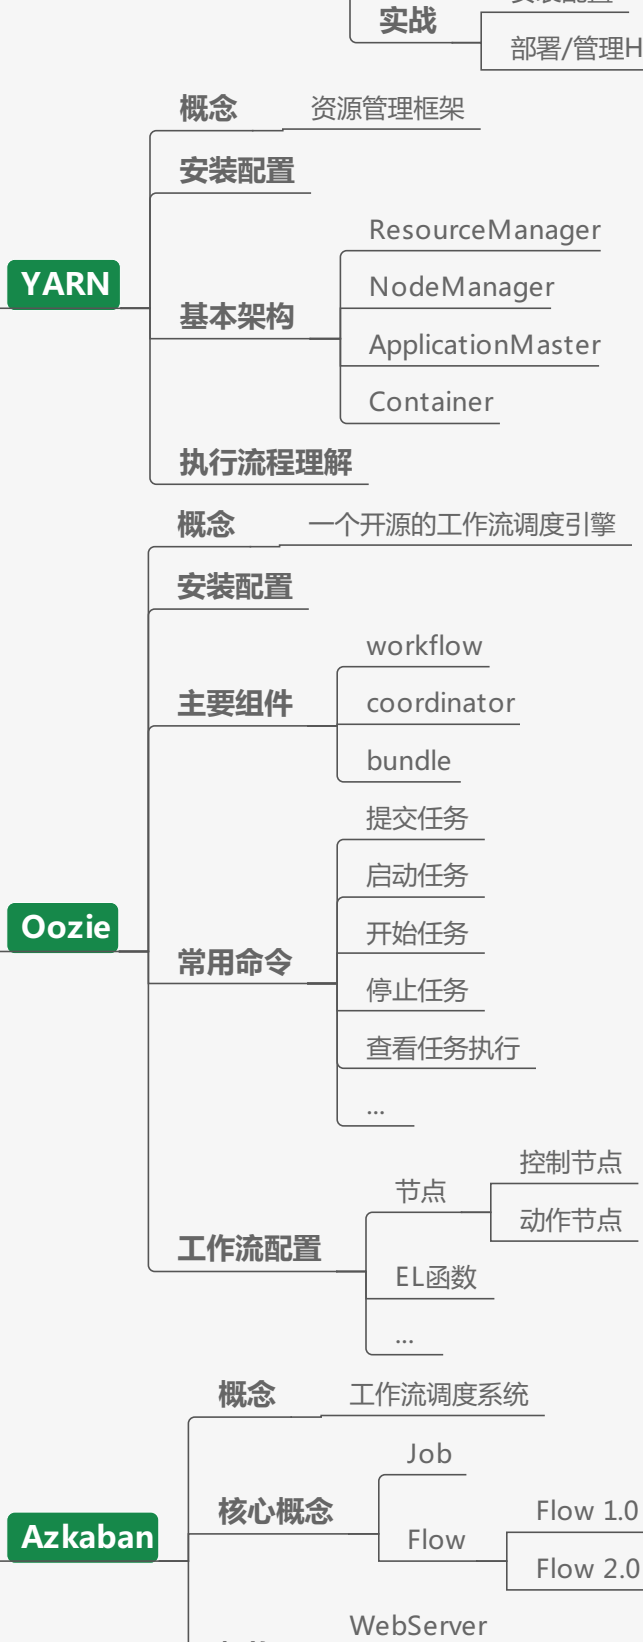 实战
部署/管理H
YARN
概念
资源管理框架
安装配置
基本架构
ResourceManager
NodeManager
ApplicationMaster
Container
执行流程理解
Oozie
概念
一个开源的工作流调度引擎
安装配置
主要组件
workflow
coordinator
bundle
常用命令
提交任务
启动任务
开始任务
停止任务
查看任务执行
...
工作流配置
节点
控制节点
动作节点
EL函数
...
Azkaban
概念
工作流调度系统
核心概念
Job
Flow
Flow 1.0
Flow 2.0
WebServer